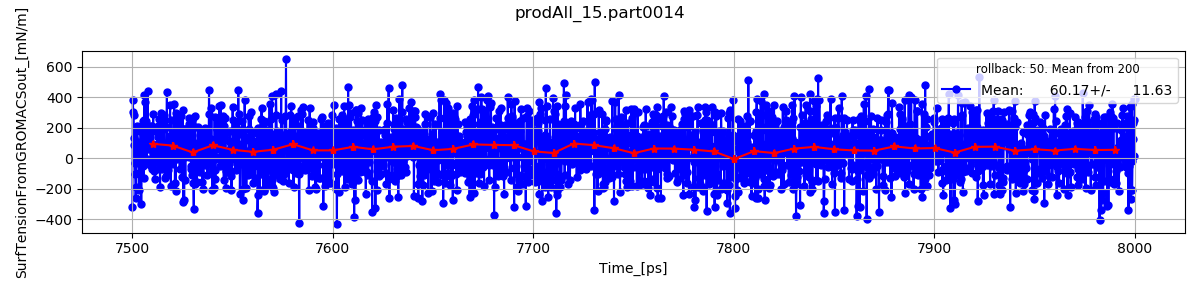 prodAll_15.part0014
SurfTensionFromGROMACSout_[mN/m]
600
400
200
0
−200
−400
rollback: 50. Mean from 200
Mean: 60.17+/- 11.63
7500 7600 7700 7800 7900 8000
Time_[ps]